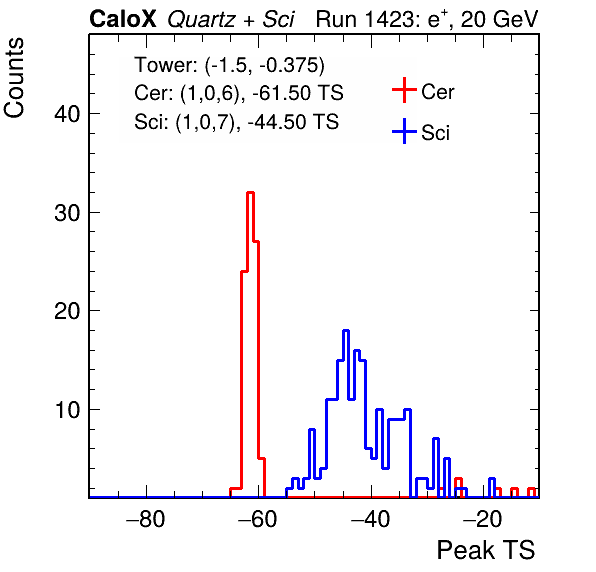 CaloX Quartz + Sci Run 1423: e+, 20 GeV
Counts
Tower: (-1.5, -0.375)
Cer: (1,0,6), -61.50 TS
Sci: (1,0,7), -44.50 TS
Cer
Sci
40
30
20
10
−80 −60 −40 −20
Peak TS